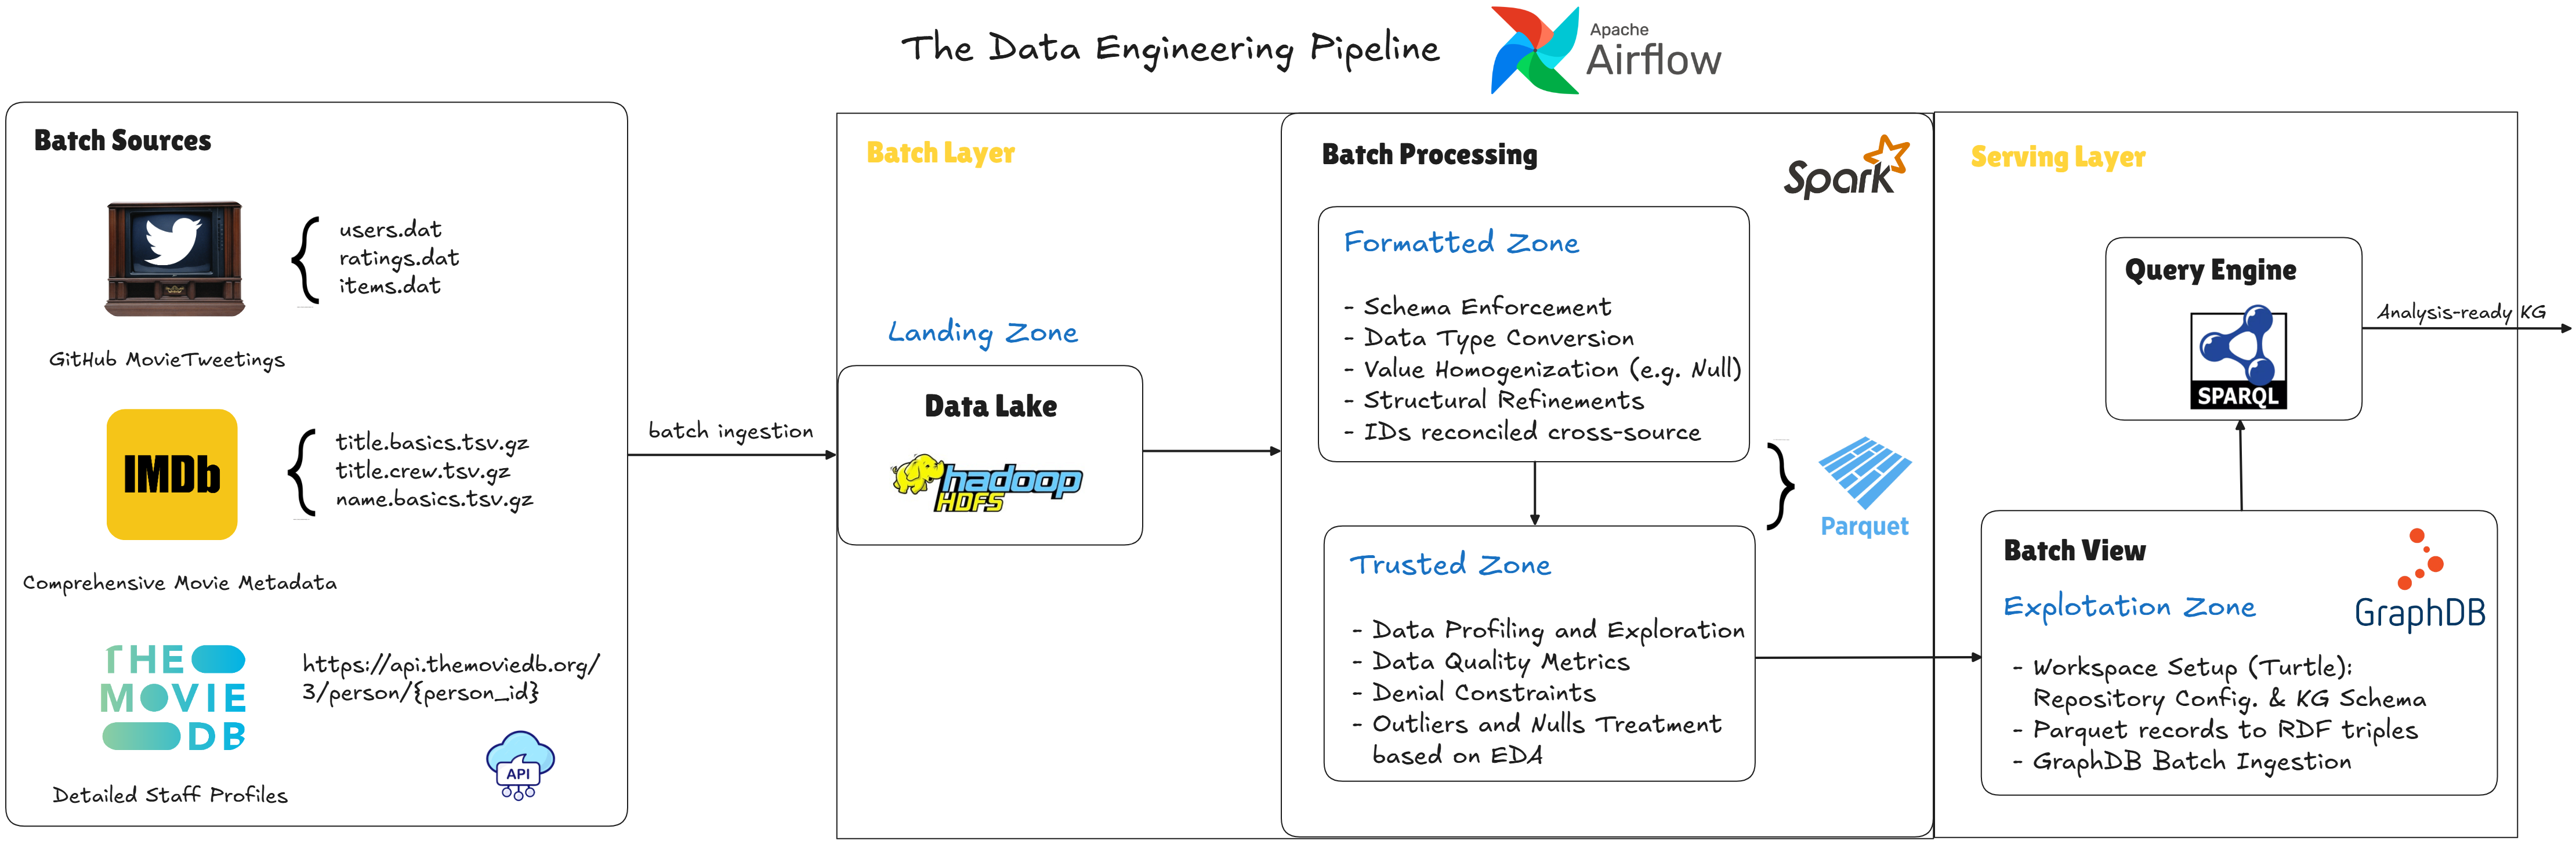 The Data Engineering Pipeline
Apache
Airflow
Batch Sources
users.dat
ratings.dat
items.dat
GitHub MovieTweetings
IMDb
title.basics.tsv.gz
title.crew.tsv.gz
name.basics.tsv.gz
Comprehensive Movie Metadata
THE
MOVIE
DB
https://api.themoviedb.org/
3/person/{person_id}
API
Detailed Staff Profiles
batch ingestion
Batch Layer
Landing Zone
Data Lake
hadoop
HDFS
Batch Processing
Spark
Formatted Zone
- Schema Enforcement
- Data Type Conversion
- Value Homogenization (e.g. Null)
- Structural Refinements
- IDs reconciled cross-source
Parquet
Trusted Zone
- Data Profiling and Exploration
- Data Quality Metrics
- Denial Constraints
- Outliers and Nulls Treatment
based on EDA
Serving Layer
Query Engine
SPARQL
Analysis-ready KG
Batch View
Explotation Zone
GraphDB
- Workspace Setup (Turtle):
Repository Config. & KG Schema
- Parquet records to RDF triples
- GraphDB Batch Ingestion